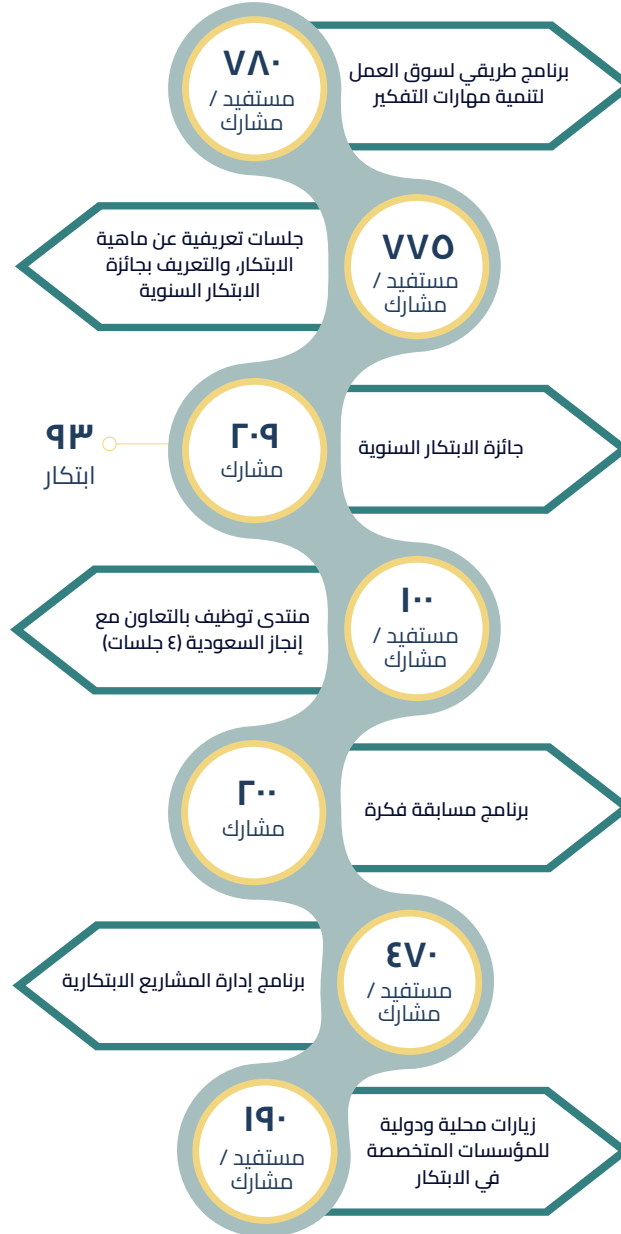 برنامج طريقي لسوق العمل
لتنمية مهارات التفكير
٧٨٠
مستفيد /
مشارك
٧٧٥
مستفيد /
مشارك
جلسات تعريفية عن ماهية
الابتكار، والتعريف بجائزة
الابتكار السنوية
جائزة الابتكار السنوية
٢٠٩
مشارك
٩٣
ابتكار
١٠٠
مستفيد /
مشارك
منتدى توظيف بالتعاون مع
إنجاز السعودية (٤ جلسات)
برنامج مسابقة فكرة
٢٠٠
مشارك
٤٧٠
مستفيد /
مشارك
برنامج إدارة المشاريع الابتكارية
زيارات محلية ودولية
للمؤسسات المتخصصة
في الابتكار
١٩٠
مستفيد /
مشارك